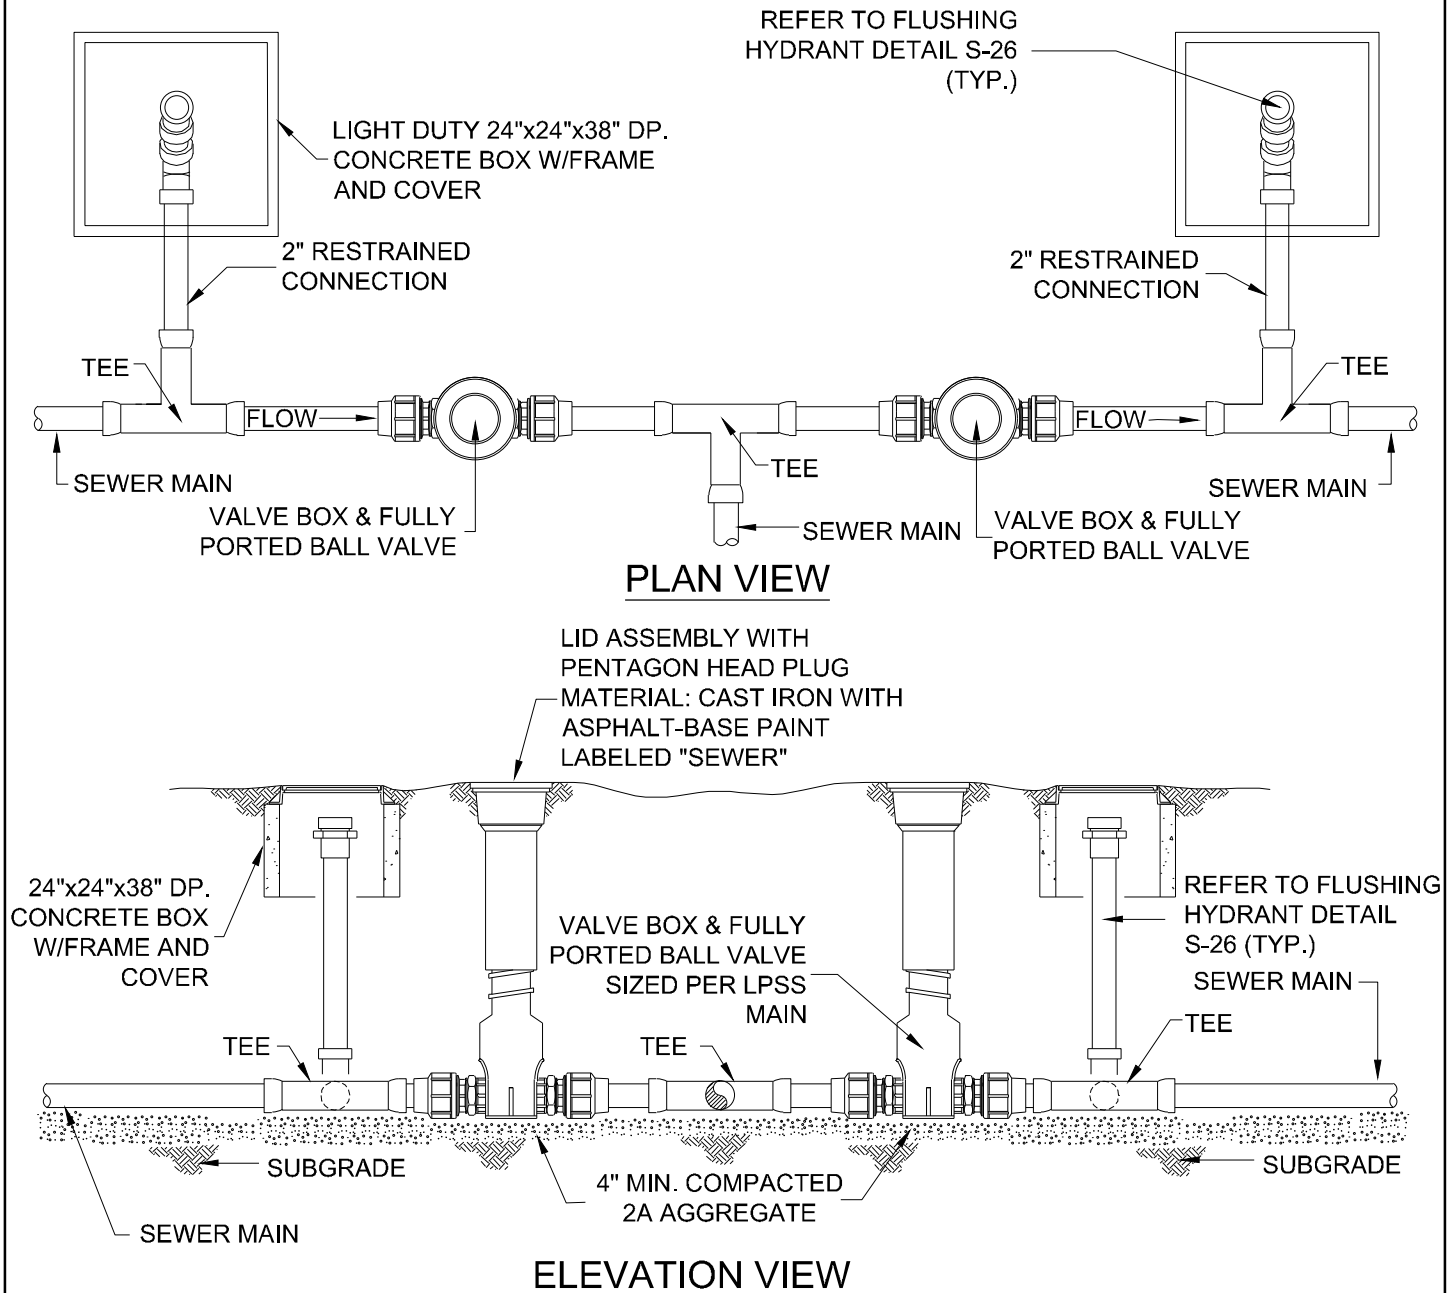 REFER TO FLUSHING
HYDRANT DETAIL S-26
(TYP.)
LIGHT DUTY 24"x24"x38" DP.
CONCRETE BOX W/FRAME
AND COVER
2" RESTRAINED
CONNECTION
2" RESTRAINED
CONNECTION
TEE
TEE
FLOW
FLOW
TEE
SEWER MAIN
SEWER MAIN
VALVE BOX & FULLY
PORTED BALL VALVE
SEWER MAIN
VALVE BOX & FULLY
PORTED BALL VALVE
PLAN VIEW
LID ASSEMBLY WITH
PENTAGON HEAD PLUG
MATERIAL: CAST IRON WITH
ASPHALT-BASE PAINT
LABELED "SEWER"
24"x24"x38" DP.
CONCRETE BOX
W/FRAME AND
COVER
VALVE BOX & FULLY
PORTED BALL VALVE
SIZED PER LPSS
MAIN
REFER TO FLUSHING
HYDRANT DETAIL
S-26 (TYP.)
SEWER MAIN
TEE
TEE
TEE
SUBGRADE
4" MIN. COMPACTED
2A AGGREGATE
SUBGRADE
SEWER MAIN
ELEVATION VIEW